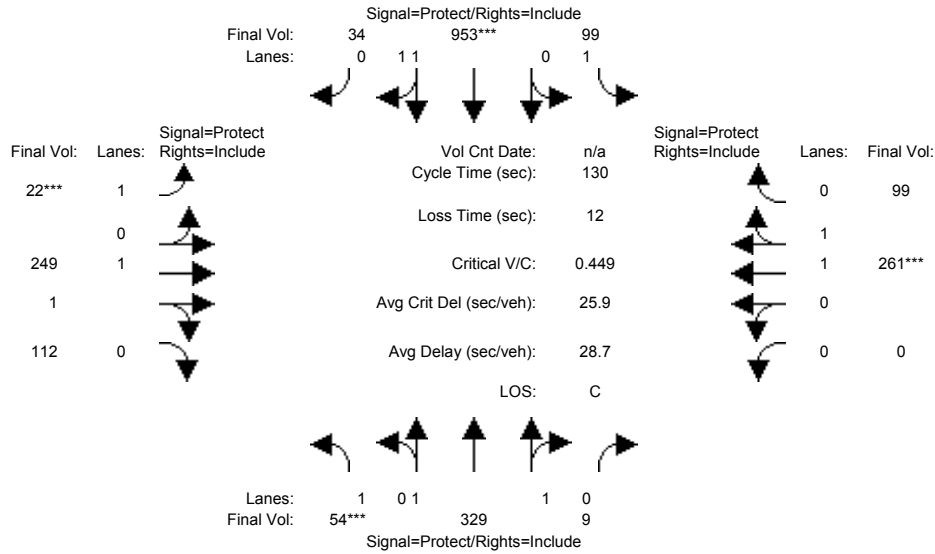 Signal=Protect/Rights=Include
Final Vol: 34 953*** 99
Lanes: 0 1 1 0 1
Signal=Protect Signal=Protect
Final Vol: Lanes: Rights=Include Vol Cnt Date: n/a Rights=Include Lanes: Final Vol:
Cycle Time (sec): 130
22*** 1 0 99
Loss Time (sec): 12
0 1
249 1 Critical V/C: 0.449 1 261***
1 Avg Crit Del (sec/veh): 25.9 0
112 0 Avg Delay (sec/veh): 28.7 0 0
LOS: C
Lanes: 1 0 1 1 0
Final Vol: 54*** 329 9
Signal=Protect/Rights=Include